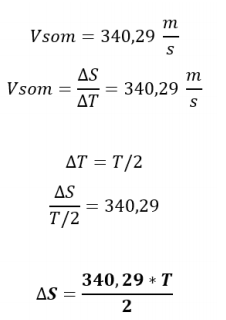 Vsom = 340,29 m/s
Vsom = ΔS/ΔT = 340,29 m/s
ΔT = T/2
ΔS/(T/2) = 340,29
ΔS = (340,29 * T)/2